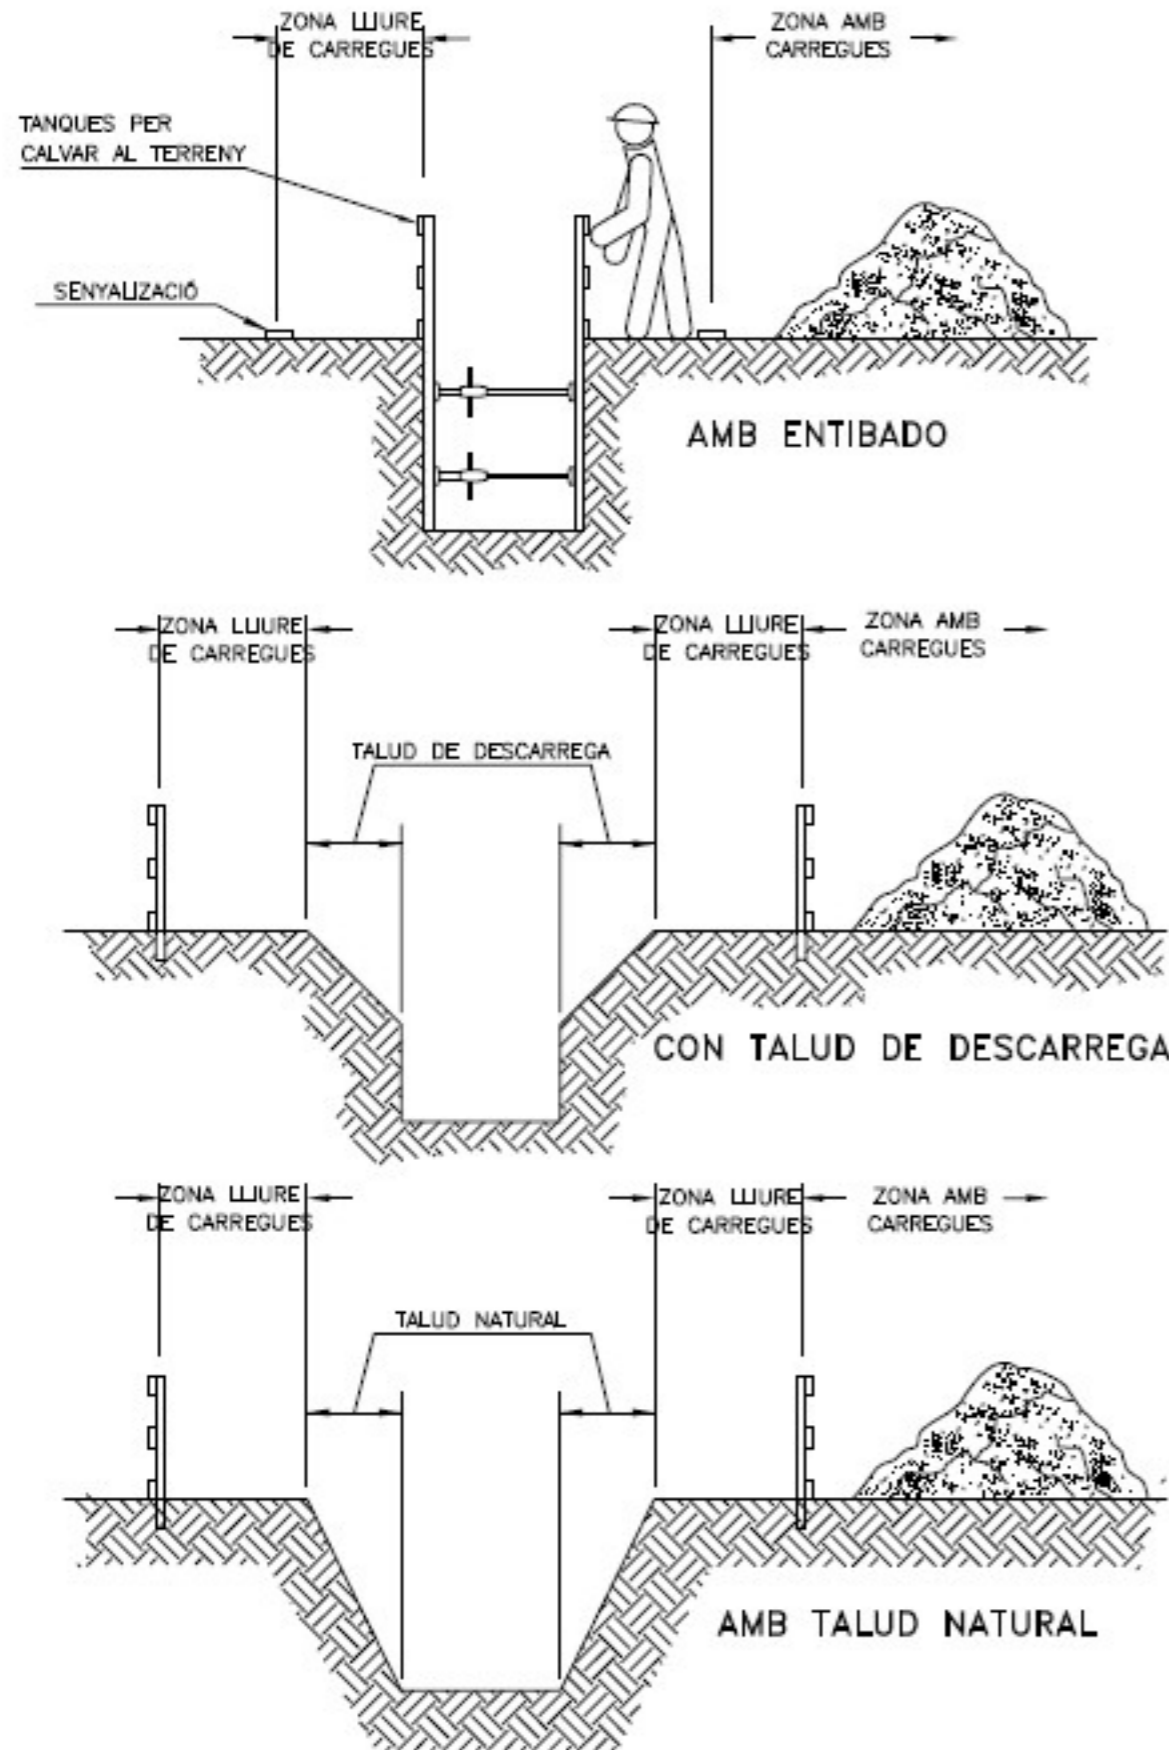 ZONA LLIURE
DE CARREGUES
ZONA AMB
CARREGUES
TANQUES PER
CALVAR AL TERRENY
SENYALIZACIÓ
AMB ENTIBADO
ZONA LLIURE
DE CARREGUES
ZONA LLIURE
DE CARREGUES
ZONA AMB
CARREGUES
TALUD DE DESCARREGA
CON TALUD DE DESCARREGA
ZONA LLIURE
DE CARREGUES
ZONA LLIURE
DE CARREGUES
ZONA AMB
CARREGUES
TALUD NATURAL
AMB TALUD NATURAL